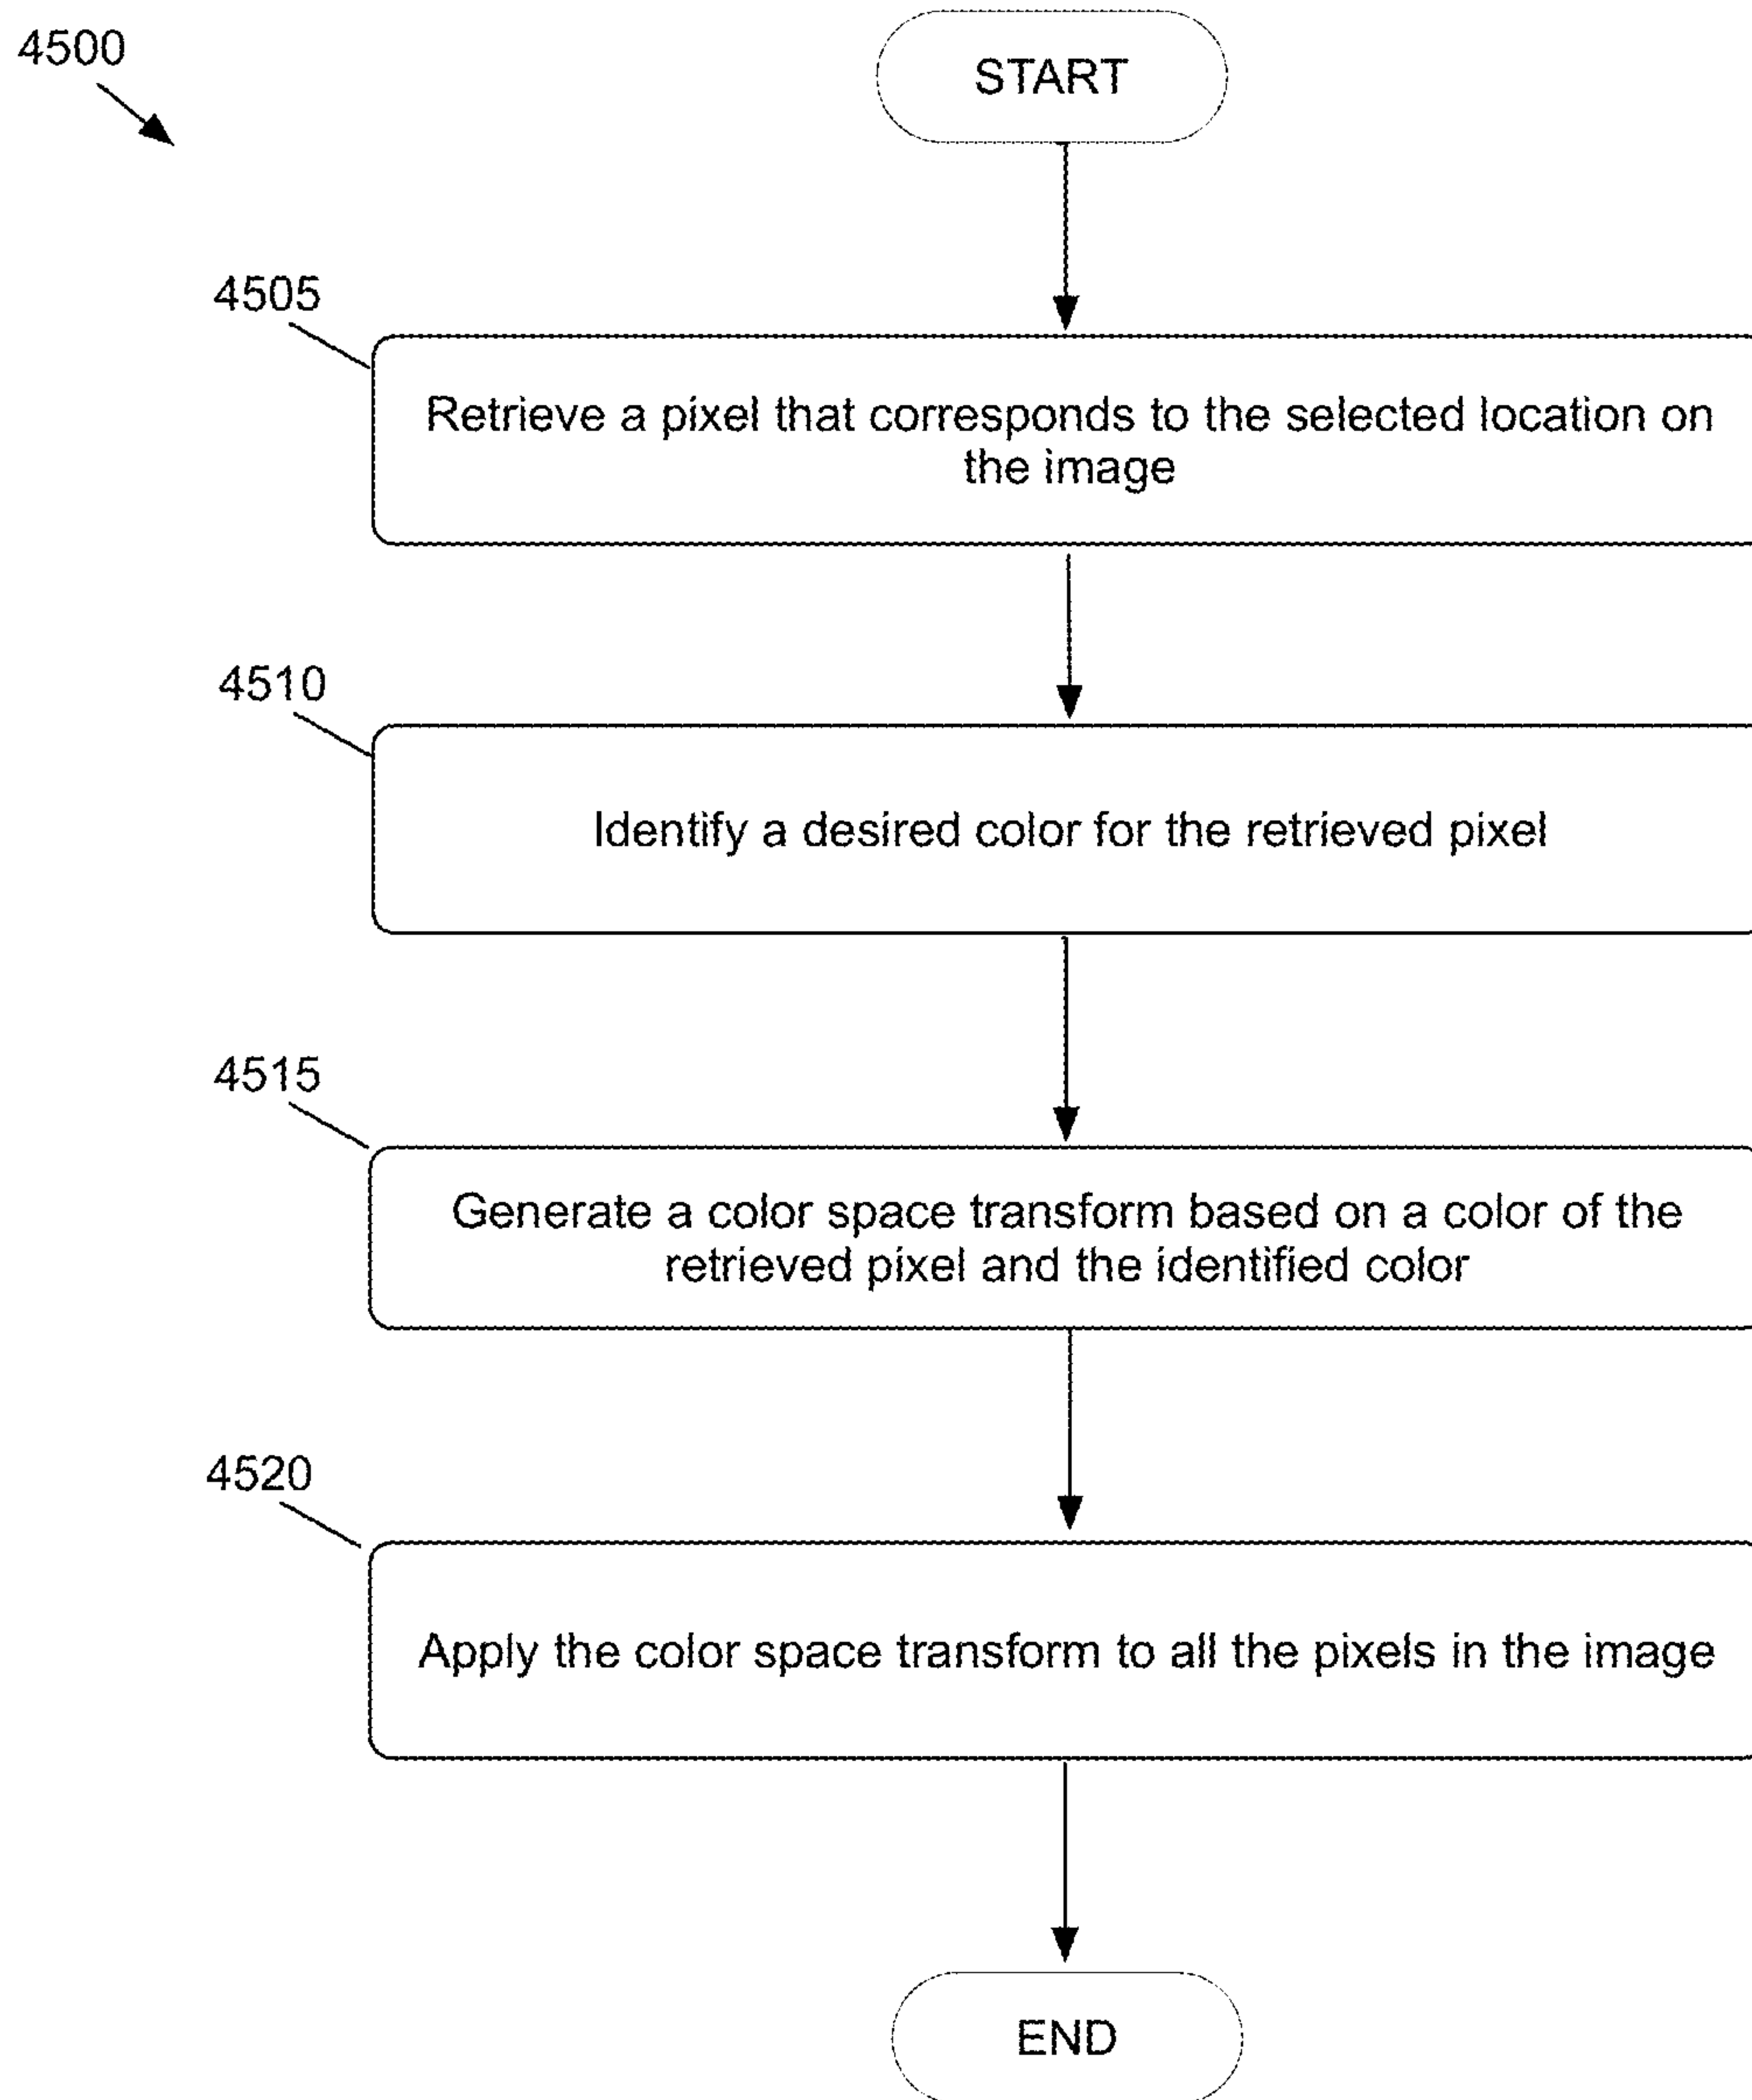 4500
START
4505
Retrieve a pixel that corresponds to the selected location on
the image
4510
Identify a desired color for the retrieved pixel
4515
Generate a color space transform based on a color of the
retrieved pixel and the identified color
4520
Apply the color space transform to all the pixels in the image
END